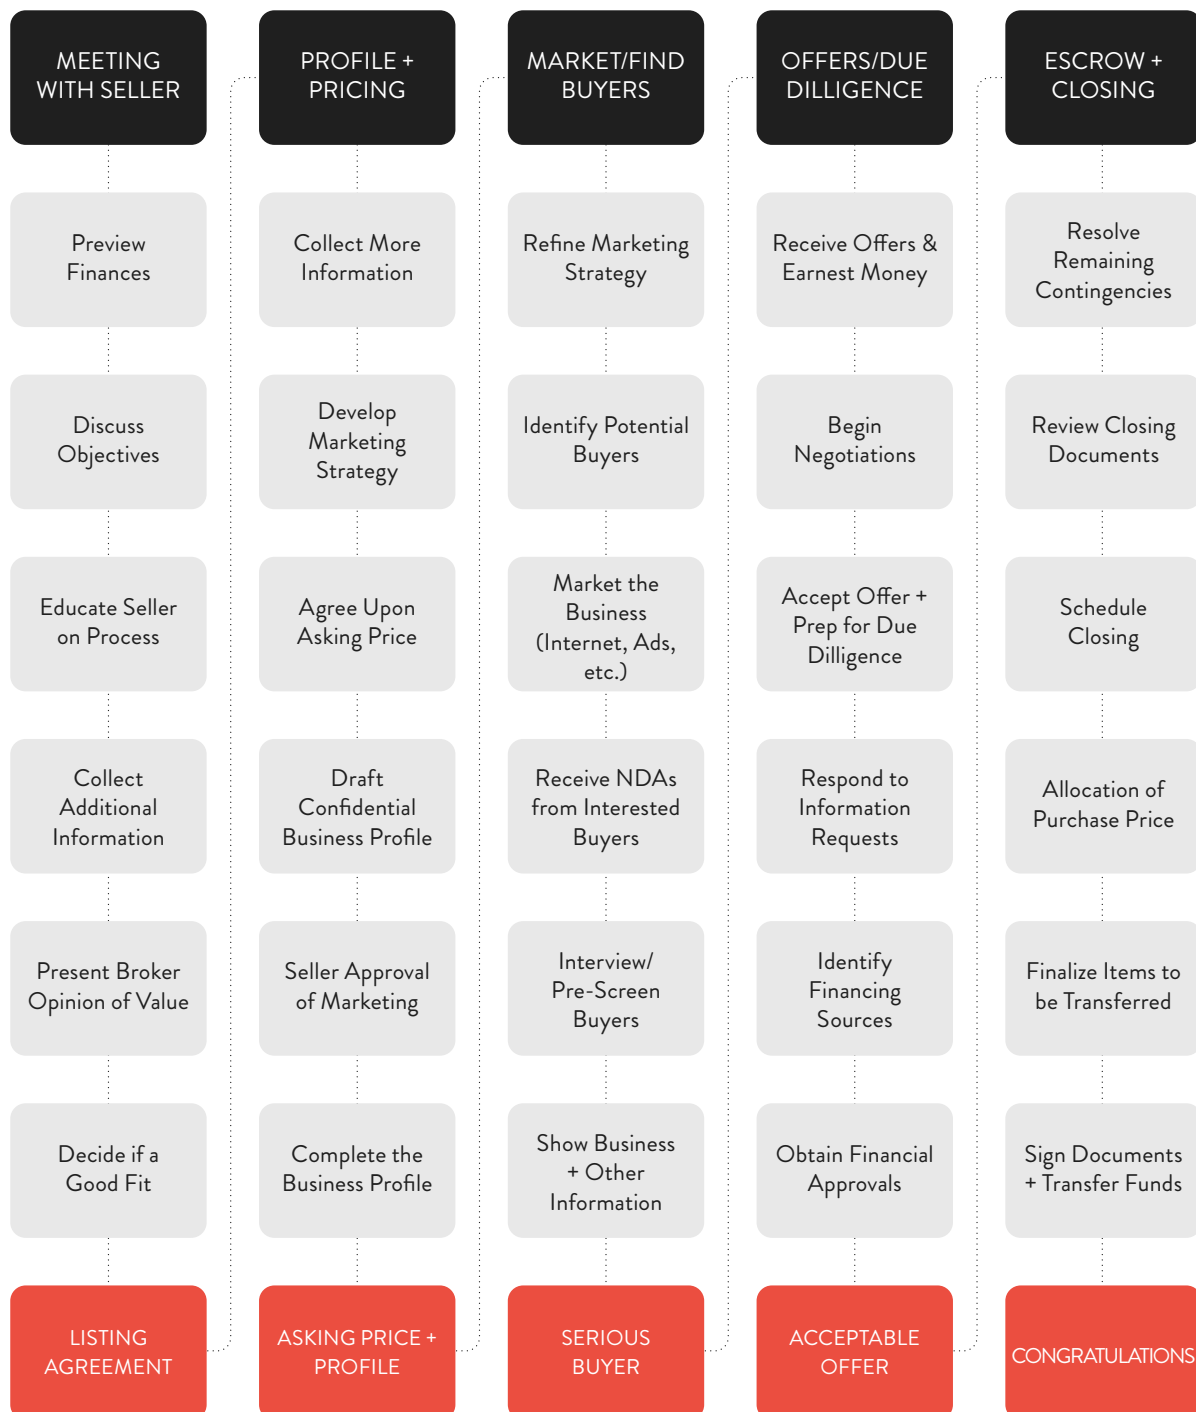 MEETING
WITH SELLER
Preview
Finances
Discuss
Objectives
Educate Seller
on Process
Collect
Additional
Information
Present Broker
Opinion of Value
Decide if a
Good Fit
LISTING
AGREEMENT
PROFILE +
PRICING
Collect More
Information
Develop
Marketing
Strategy
Agree Upon
Asking Price
Draft
Confidential
Business Profile
Seller Approval
of Marketing
Complete the
Business Profile
ASKING PRICE +
PROFILE
MARKET/FIND
BUYERS
Refine Marketing
Strategy
Identify Potential
Buyers
Market the
Business
(Internet, Ads,
etc.)
Receive NDAs
from Interested
Buyers
Interview/
Pre-Screen
Buyers
Show Business
+ Other
Information
SERIOUS
BUYER
OFFERS/DUE
DILLIGENCE
Receive Offers &
Earnest Money
Begin
Negotiations
Accept Offer +
Prep for Due
Dilligence
Respond to
Information
Requests
Identify
Financing
Sources
Obtain Financial
Approvals
ACCEPTABLE
OFFER
ESCROW +
CLOSING
Resolve
Remaining
Contingencies
Review Closing
Documents
Schedule
Closing
Allocation of
Purchase Price
Finalize Items to
be Transferred
Sign Documents
+ Transfer Funds
CONGRATULATIONS